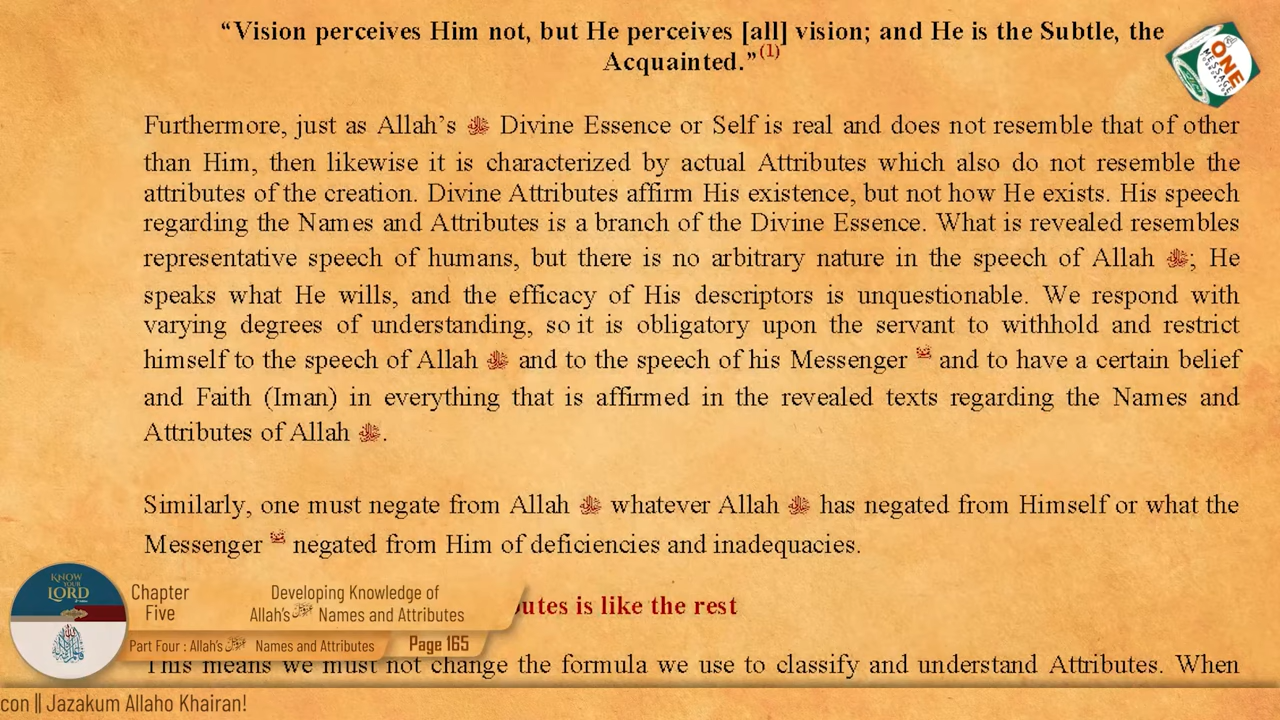 “Vision perceives Him not, but He perceives [all] vision; and He is the Subtle, the
Acquainted.”(1)
ONE
MESSAGE
Furthermore, just as Allah’s ﷻ Divine Essence or Self is real and does not resemble that of other
than Him, then likewise it is characterized by actual Attributes which also do not resemble the
attributes of the creation. Divine Attributes affirm His existence, but not how He exists. His speech
regarding the Names and Attributes is a branch of the Divine Essence. What is revealed resembles
representative speech of humans, but there is no arbitrary nature in the speech of Allah ﷻ; He
speaks what He wills, and the efficacy of His descriptors is unquestionable. We respond with
varying degrees of understanding, so it is obligatory upon the servant to withhold and restrict
himself to the speech of Allah ﷻ and to the speech of his Messenger ﷺ and to have a certain belief
and Faith (Iman) in everything that is affirmed in the revealed texts regarding the Names and
Attributes of Allah ﷻ.
Similarly, one must negate from Allah ﷻ whatever Allah ﷻ has negated from Himself or what the
Messenger ﷺ negated from Him of deficiencies and inadequacies.
butes is like the rest
This means we must not change the formula we use to classify and understand Attributes. When
KNOW
YOUR
LORD
Chapter
Five
Developing Knowledge of
Allah’s ﷻ Names and Attributes
Part Four : Allah’s ﷻ Names and Attributes
Page 165
con || Jazakum Allaho Khairan!